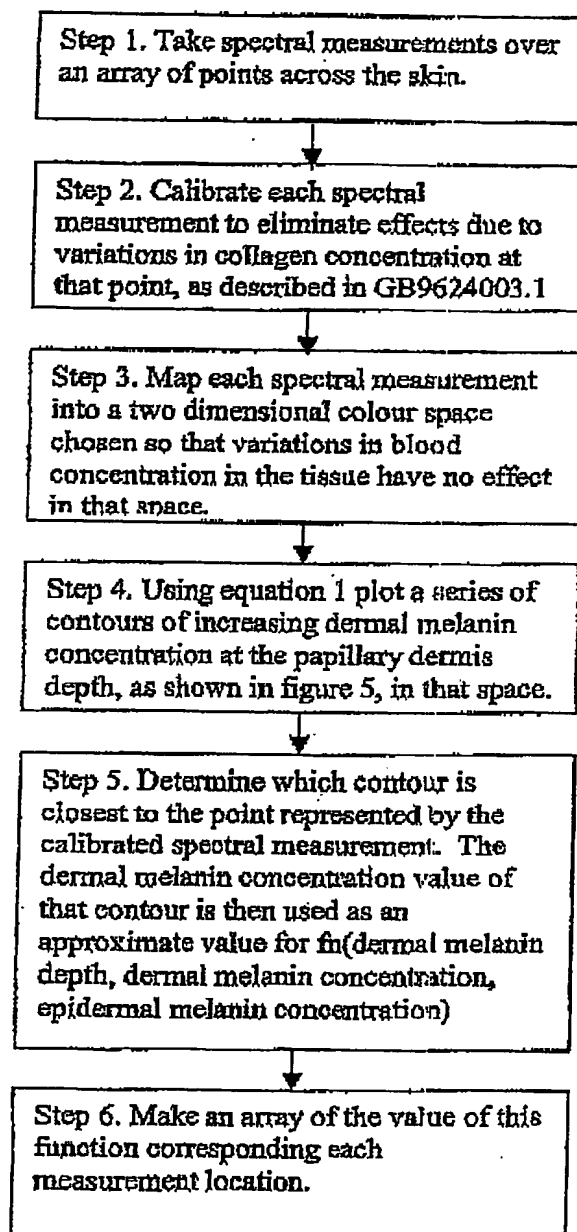 Step 1. Take spectral measurements over
an array of points across the skin.
Step 2. Calibrate each spectral
measurement to eliminate effects due to
variations in collagen concentration at
that point, as described in GB9624003.1
Step 3. Map each spectral measurement
into a two dimensional colour space
chosen so that variations in blood
concentration in the tissue have no effect
in that space.
Step 4. Using equation 1 plot a series of
contours of increasing dermal melanin
concentration at the papillary dermis
depth, as shown in figure 5, in that space.
Step 5. Determine which contour is
closest to the point represented by the
calibrated spectral measurement. The
dermal melanin concentration value of
that contour is then used as an
approximate value for fn(dermal melanin
depth, dermal melanin concentration,
epidermal melanin concentration)
Step 6. Make an array of the value of this
function corresponding each
measurement location.